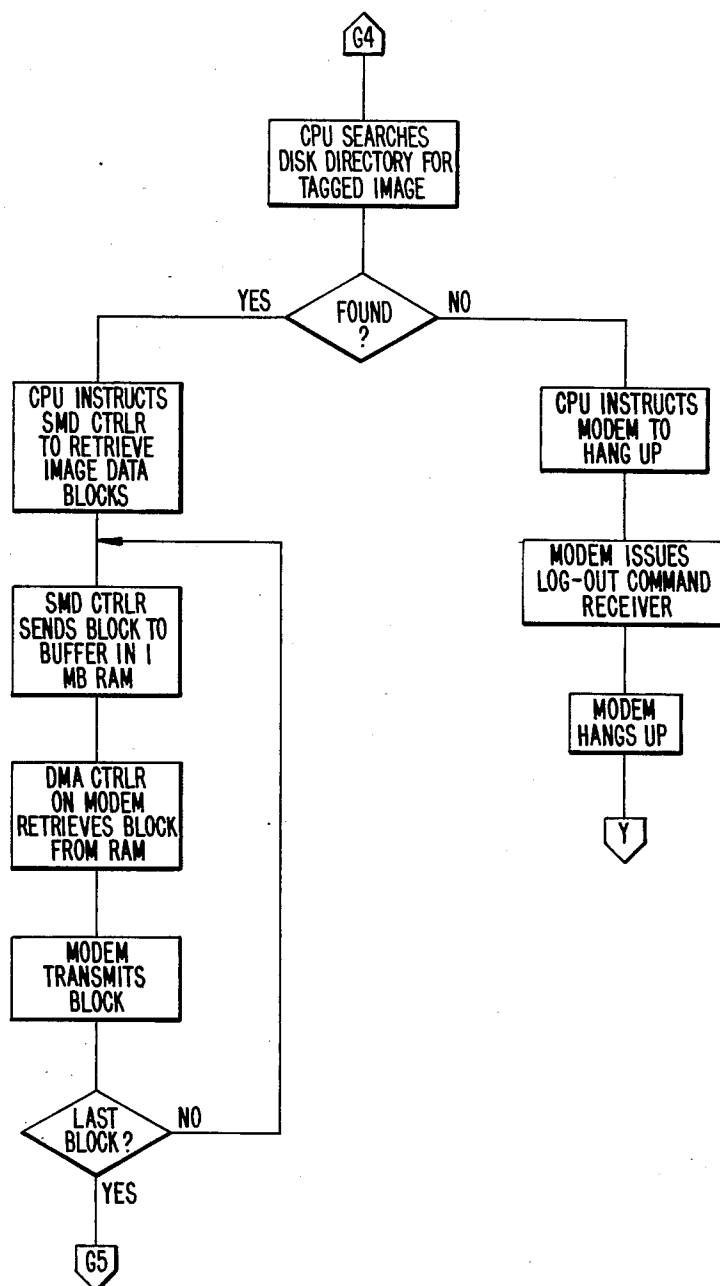 G4
CPU SEARCHES
DISK DIRECTORY FOR
TAGGED IMAGE
YES
FOUND
?
NO
CPU INSTRUCTS
SMD CTRLR
TO RETRIEVE
IMAGE DATA
BLOCKS
SMD CTRLR
SENDS BLOCK TO
BUFFER IN 1
MB RAM
DMA CTRLR
ON MODEM
RETRIEVES BLOCK
FROM RAM
MODEM
TRANSMITS
BLOCK
LAST
BLOCK?
NO
YES
G5
CPU INSTRUCTS
MODEM TO
HANG UP
MODEM ISSUES
LOG-OUT COMMAND
RECEIVER
MODEM
HANGS UP
Y